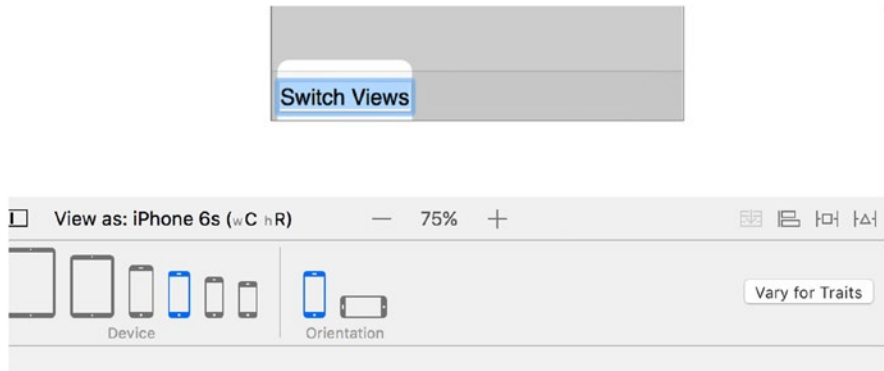 Switch Views
View as: iPhone 6s (wC hR) — 75% +
Vary for Traits
Device Orientation